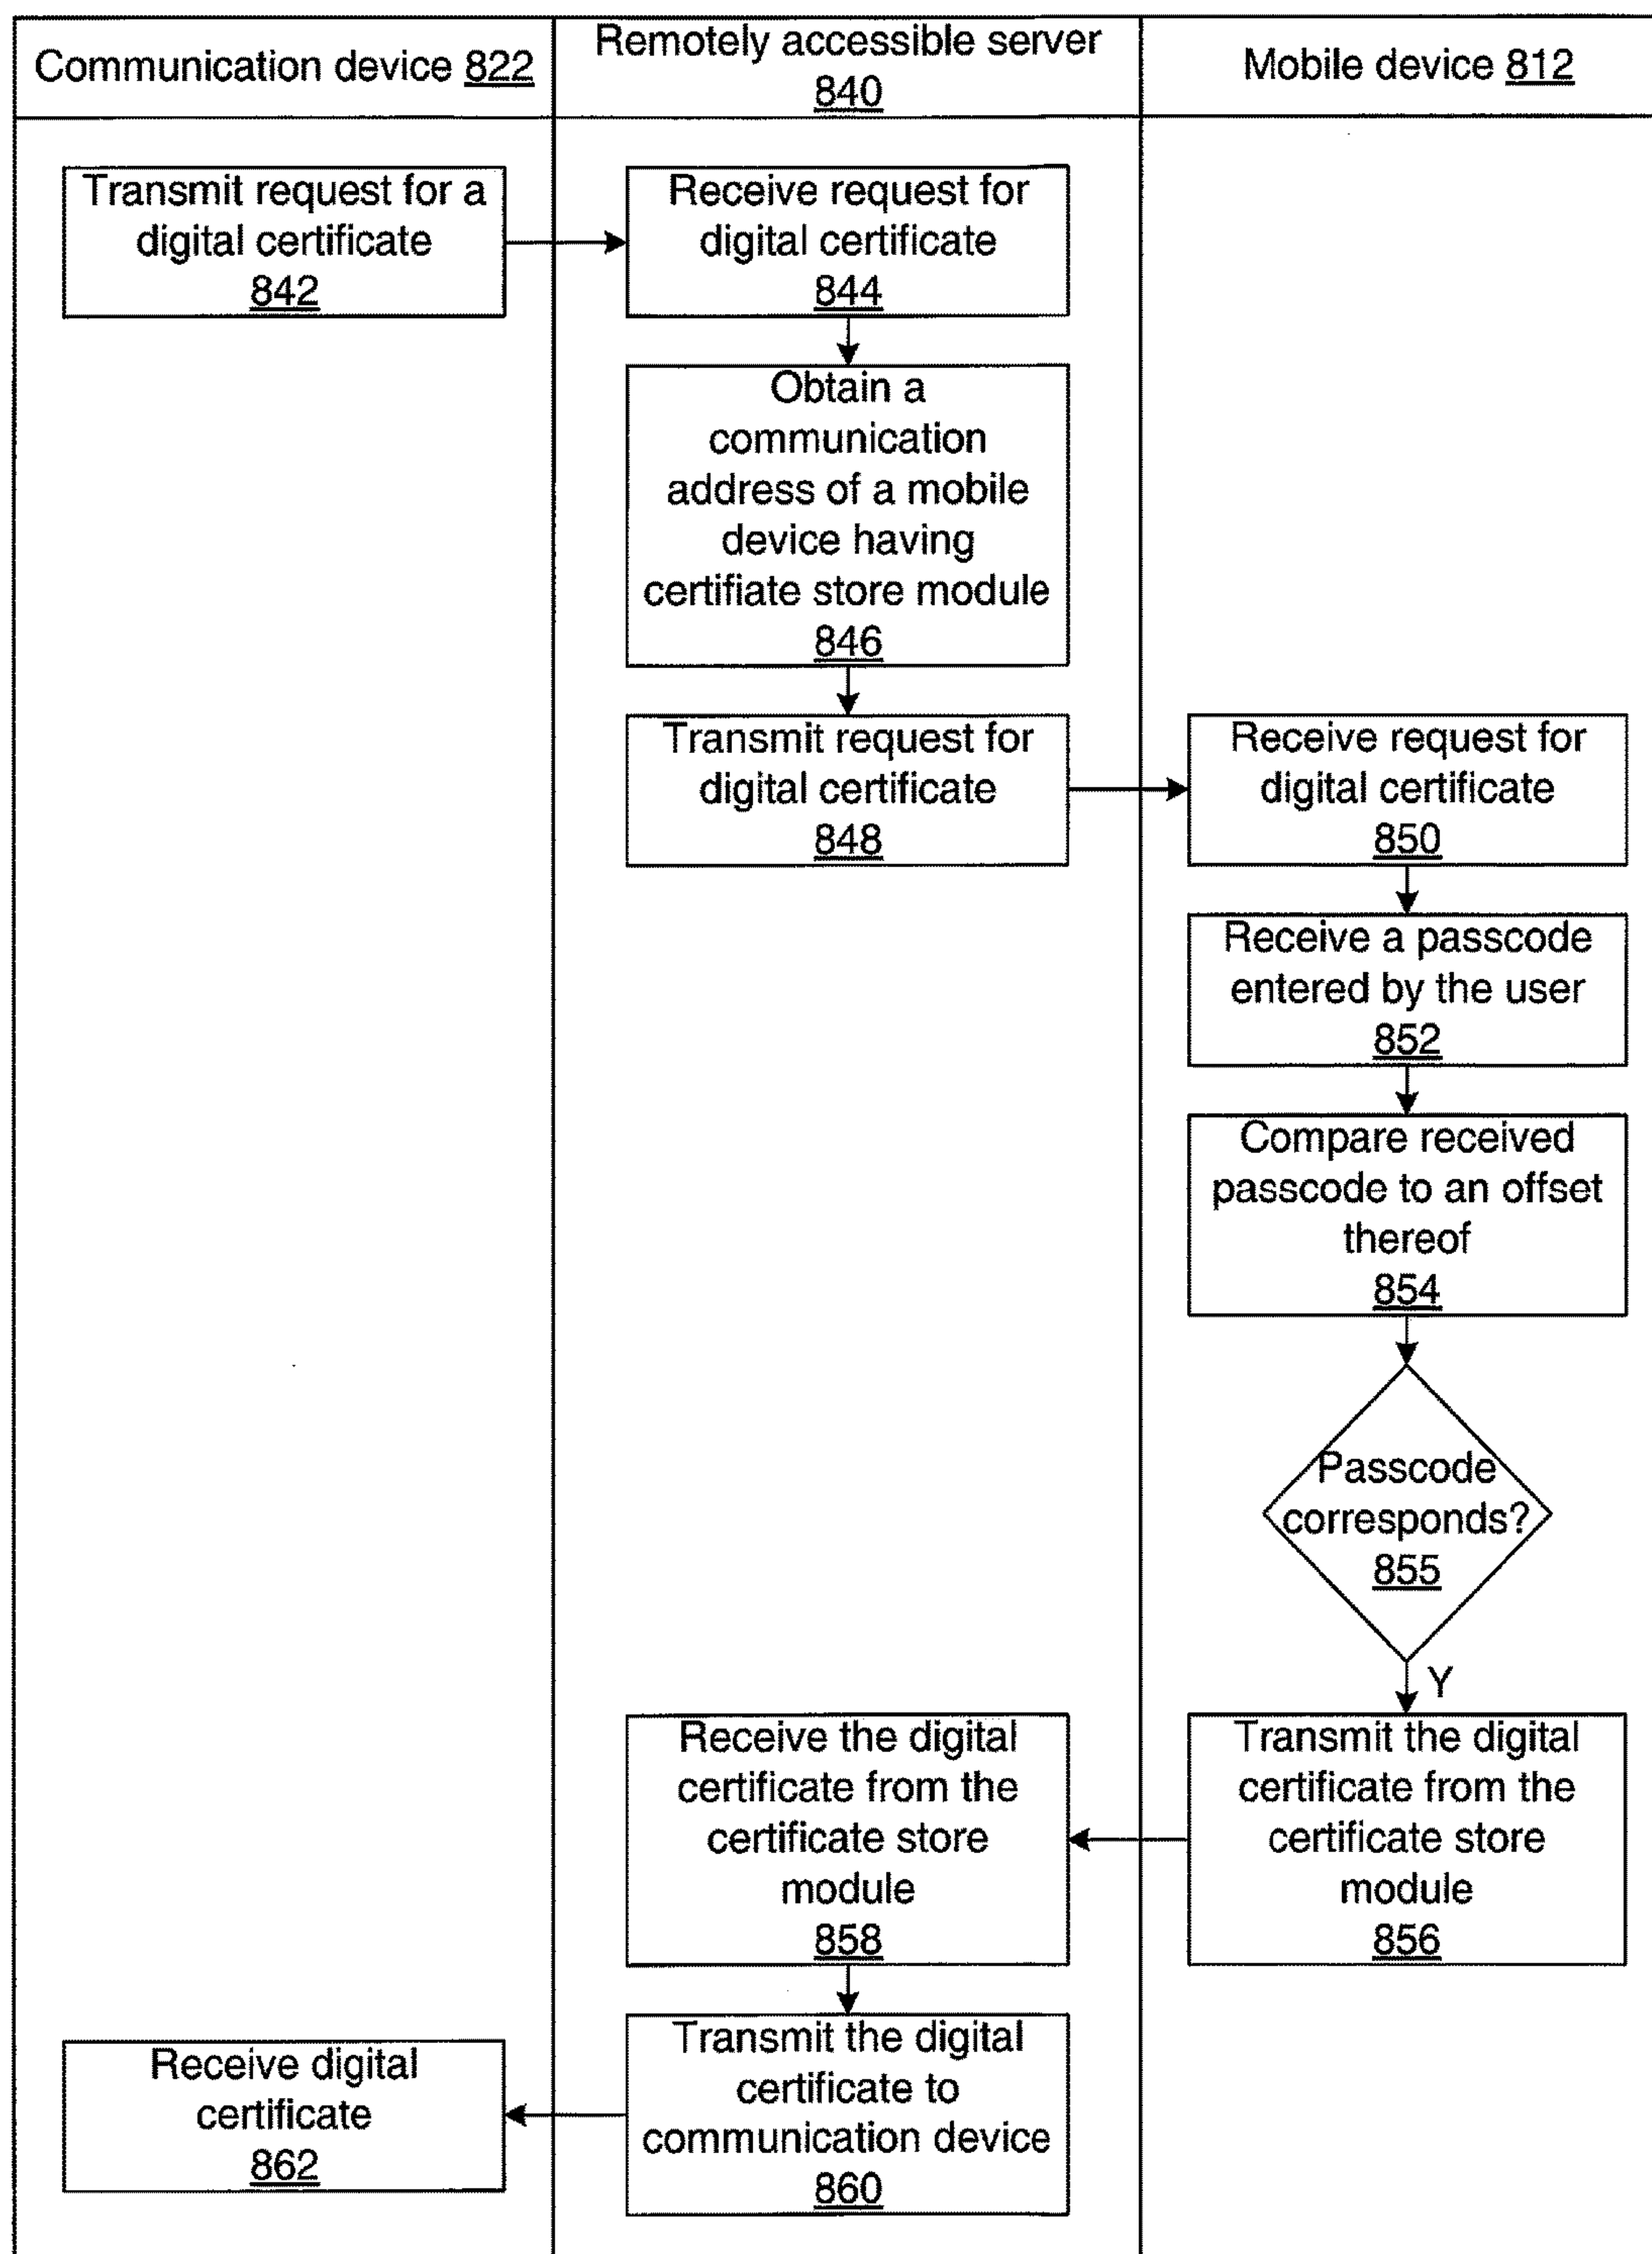 Communication device 822
Remotely accessible server
840
Mobile device 812
Transmit request for a
digital certificate
842
Receive request for
digital certificate
844
Obtain a
communication
address of a mobile
device having
certifiate store module
846
Transmit request for
digital certificate
848
Receive request for
digital certificate
850
Receive a passcode
entered by the user
852
Compare received
passcode to an offset
thereof
854
Passcode
corresponds?
855
Y
Transmit the digital
certificate from the
certificate store
module
856
Receive the digital
certificate from the
certificate store
module
858
Transmit the digital
certificate to
communication device
860
Receive digital
certificate
862